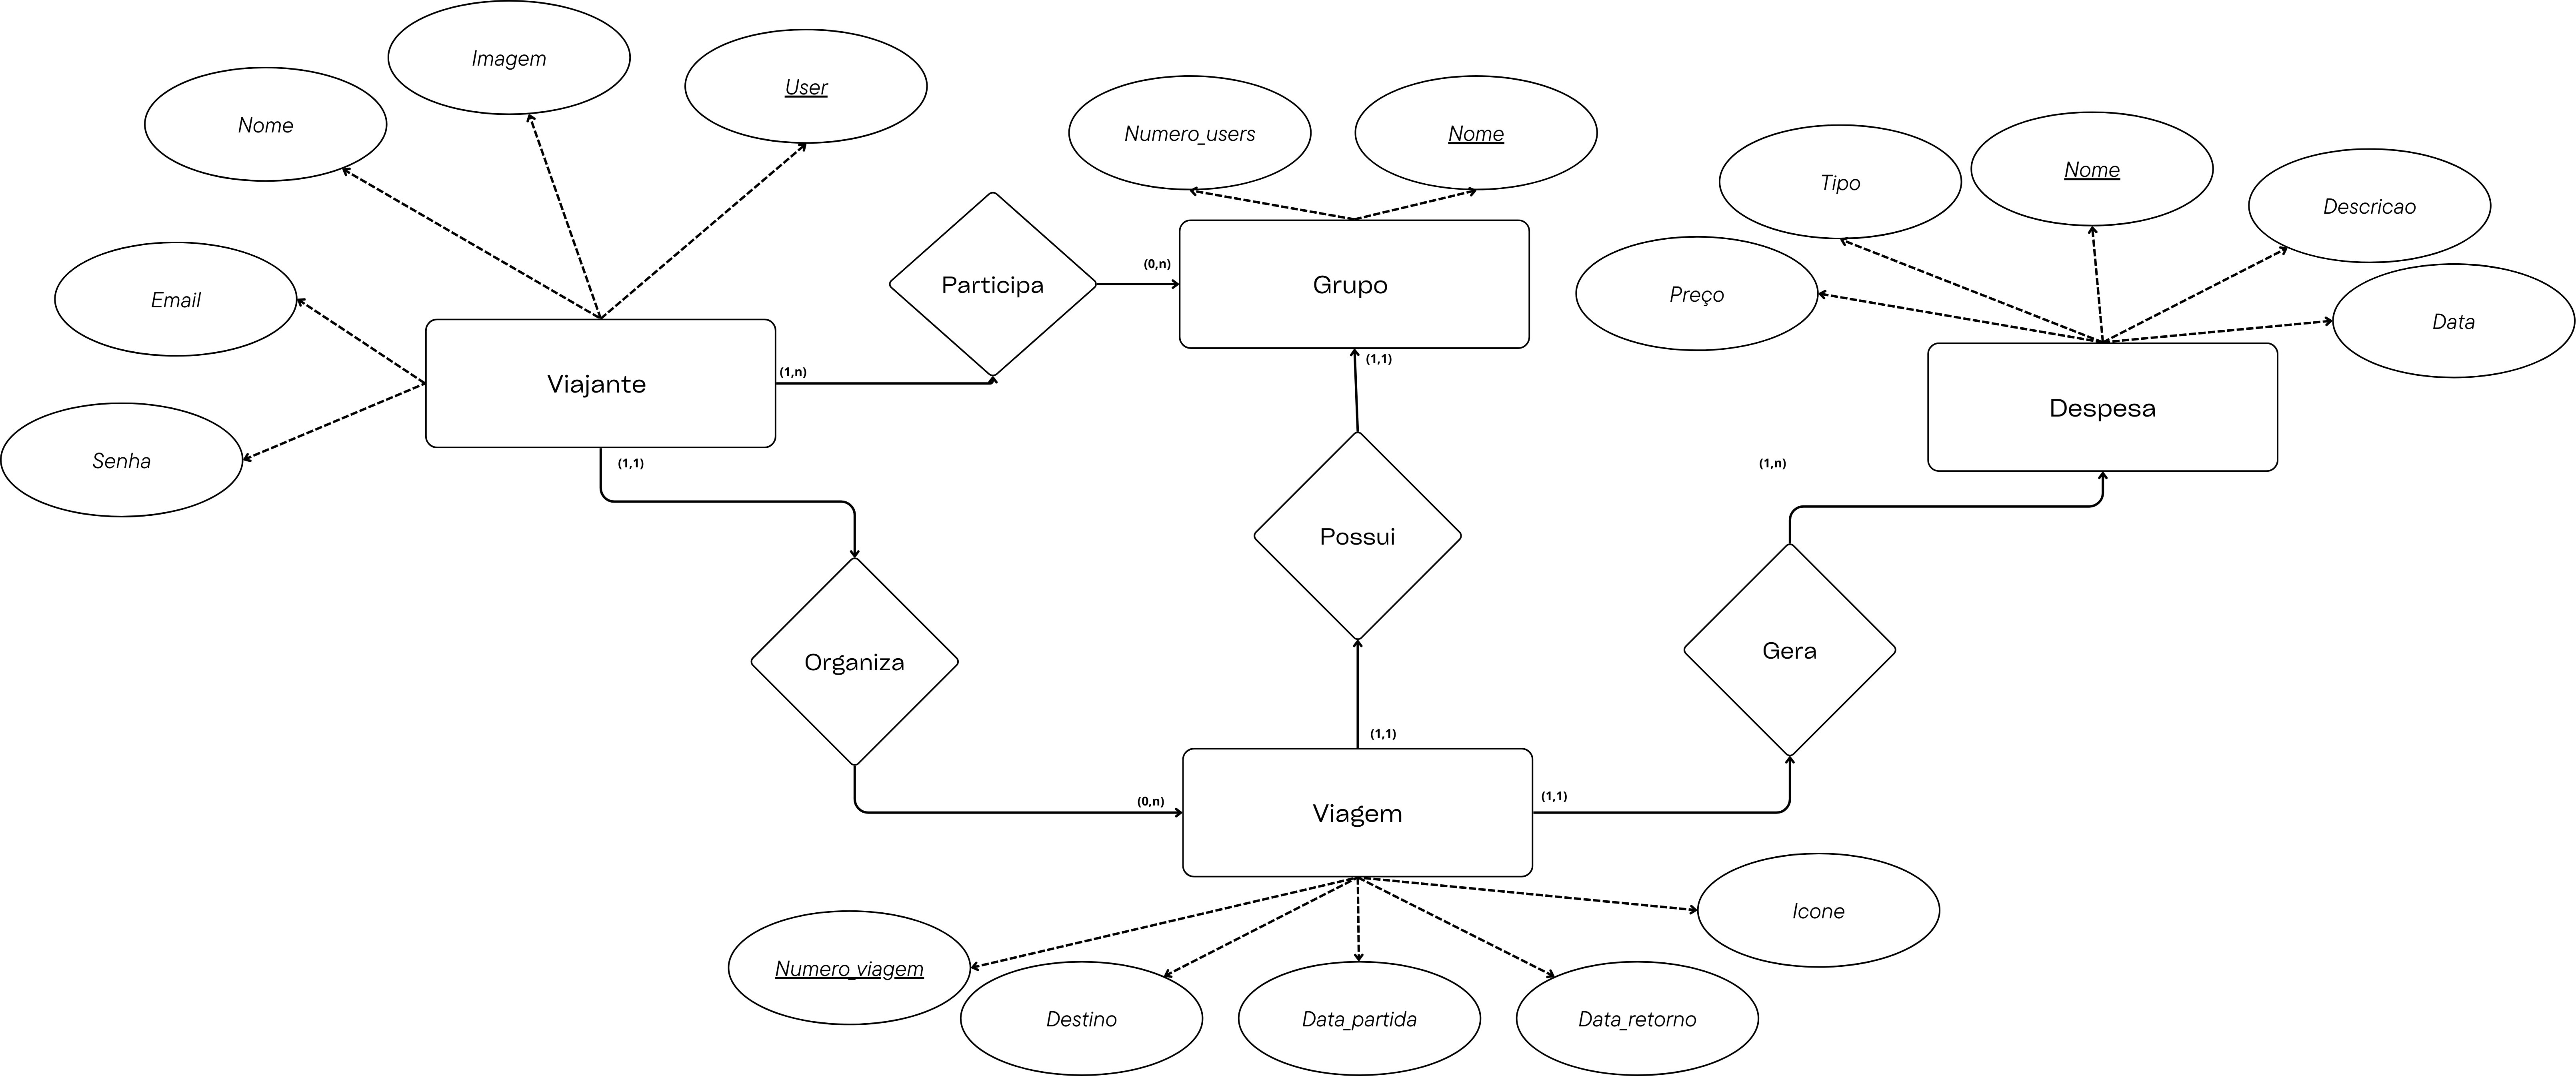 Imagem
User
Nome
Numero_users
Nome
Nome
Tipo
Descricao
Participa
(0,n)
Grupo
Preço
Email
Data
(1,1)
(1,n)
Viajante
Despesa
Senha
(1,1)
(1,n)
Possui
Organiza
Gera
(1,1)
(0,n)
Viagem
(1,1)
Icone
Numero_viagem
Destino
Data_partida
Data_retorno